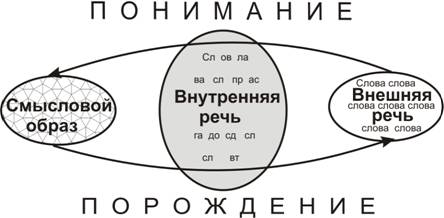 ПОНИМАНИЕ
Сл ов ла
ва сл пр ас
Внутренняя
речь
га до сд сл
сл вт
Смысловой
образ
Слова слова
Внешняя
слова слова слова
речь
слова слова
ПОРОЖДЕНИЕ